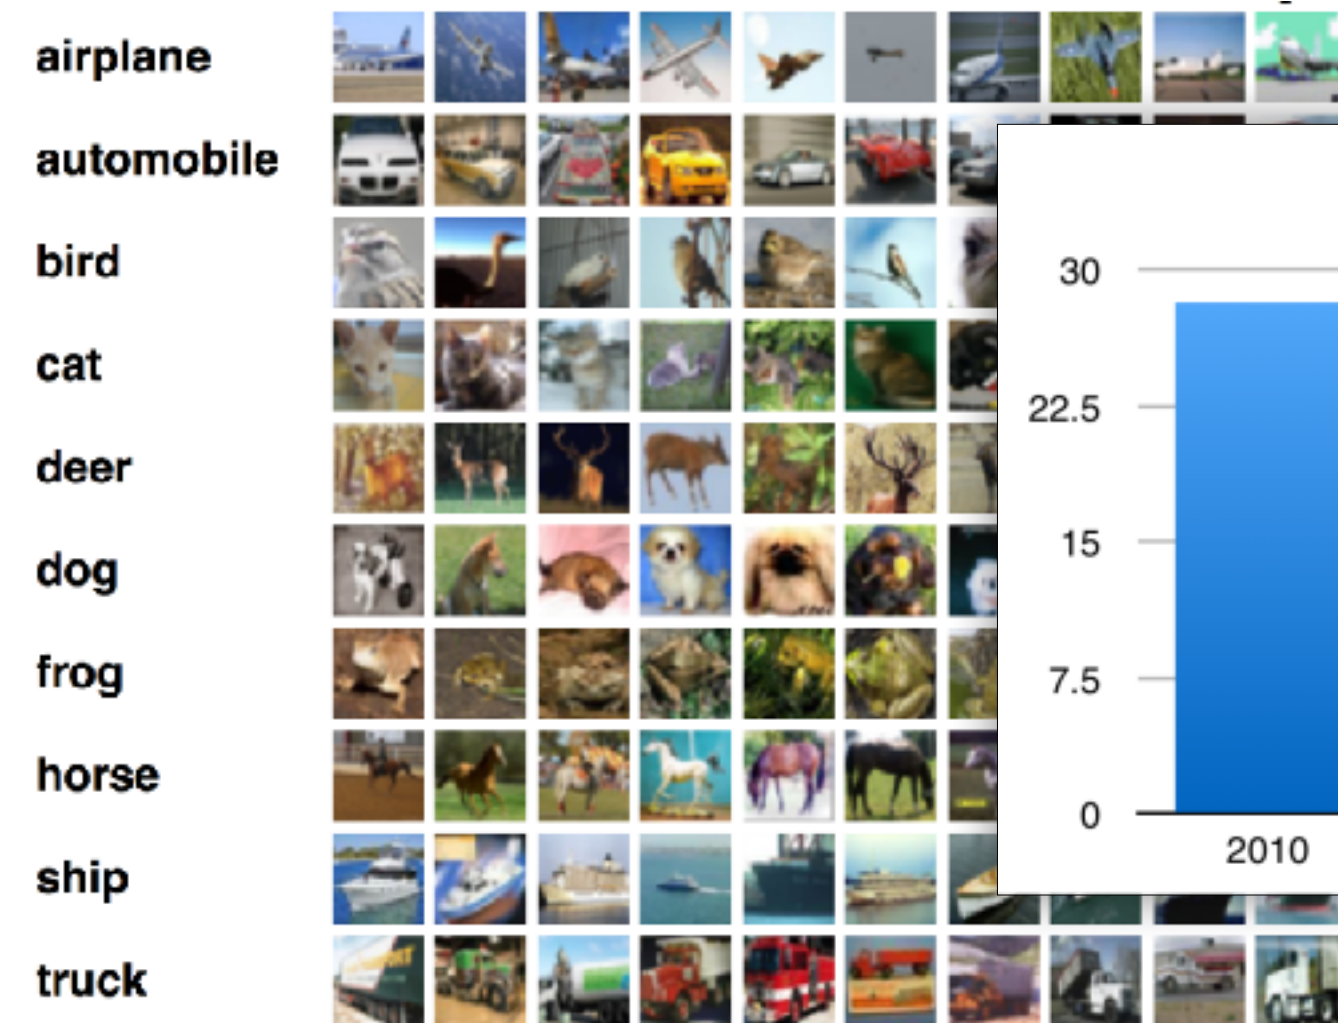 airplane
automobile
bird
cat
deer
dog
frog
horse
ship
truck
30
22.5
15
7.5
0
2010